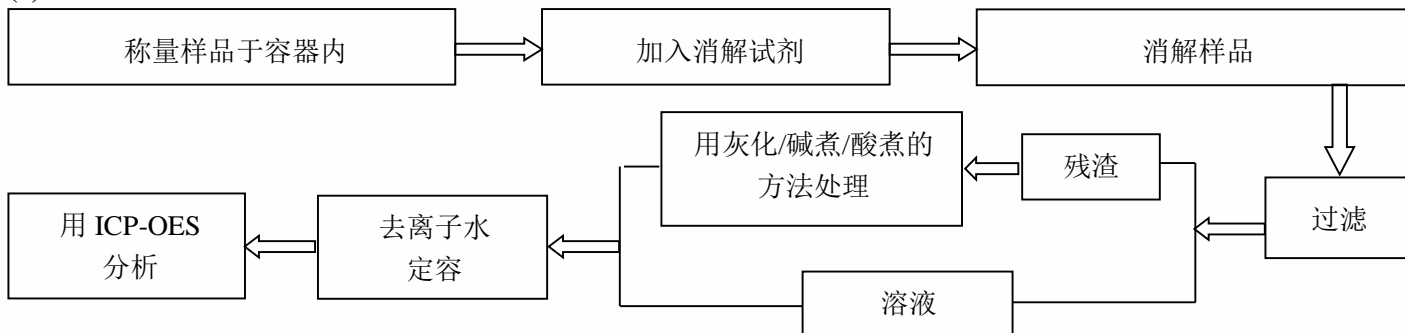 称量样品于容器内
加入消解试剂
消解样品
用灰化/碱煮/酸煮的
方法处理
残渣
过滤
用 ICP-OES
分析
去离子水
定容
溶液